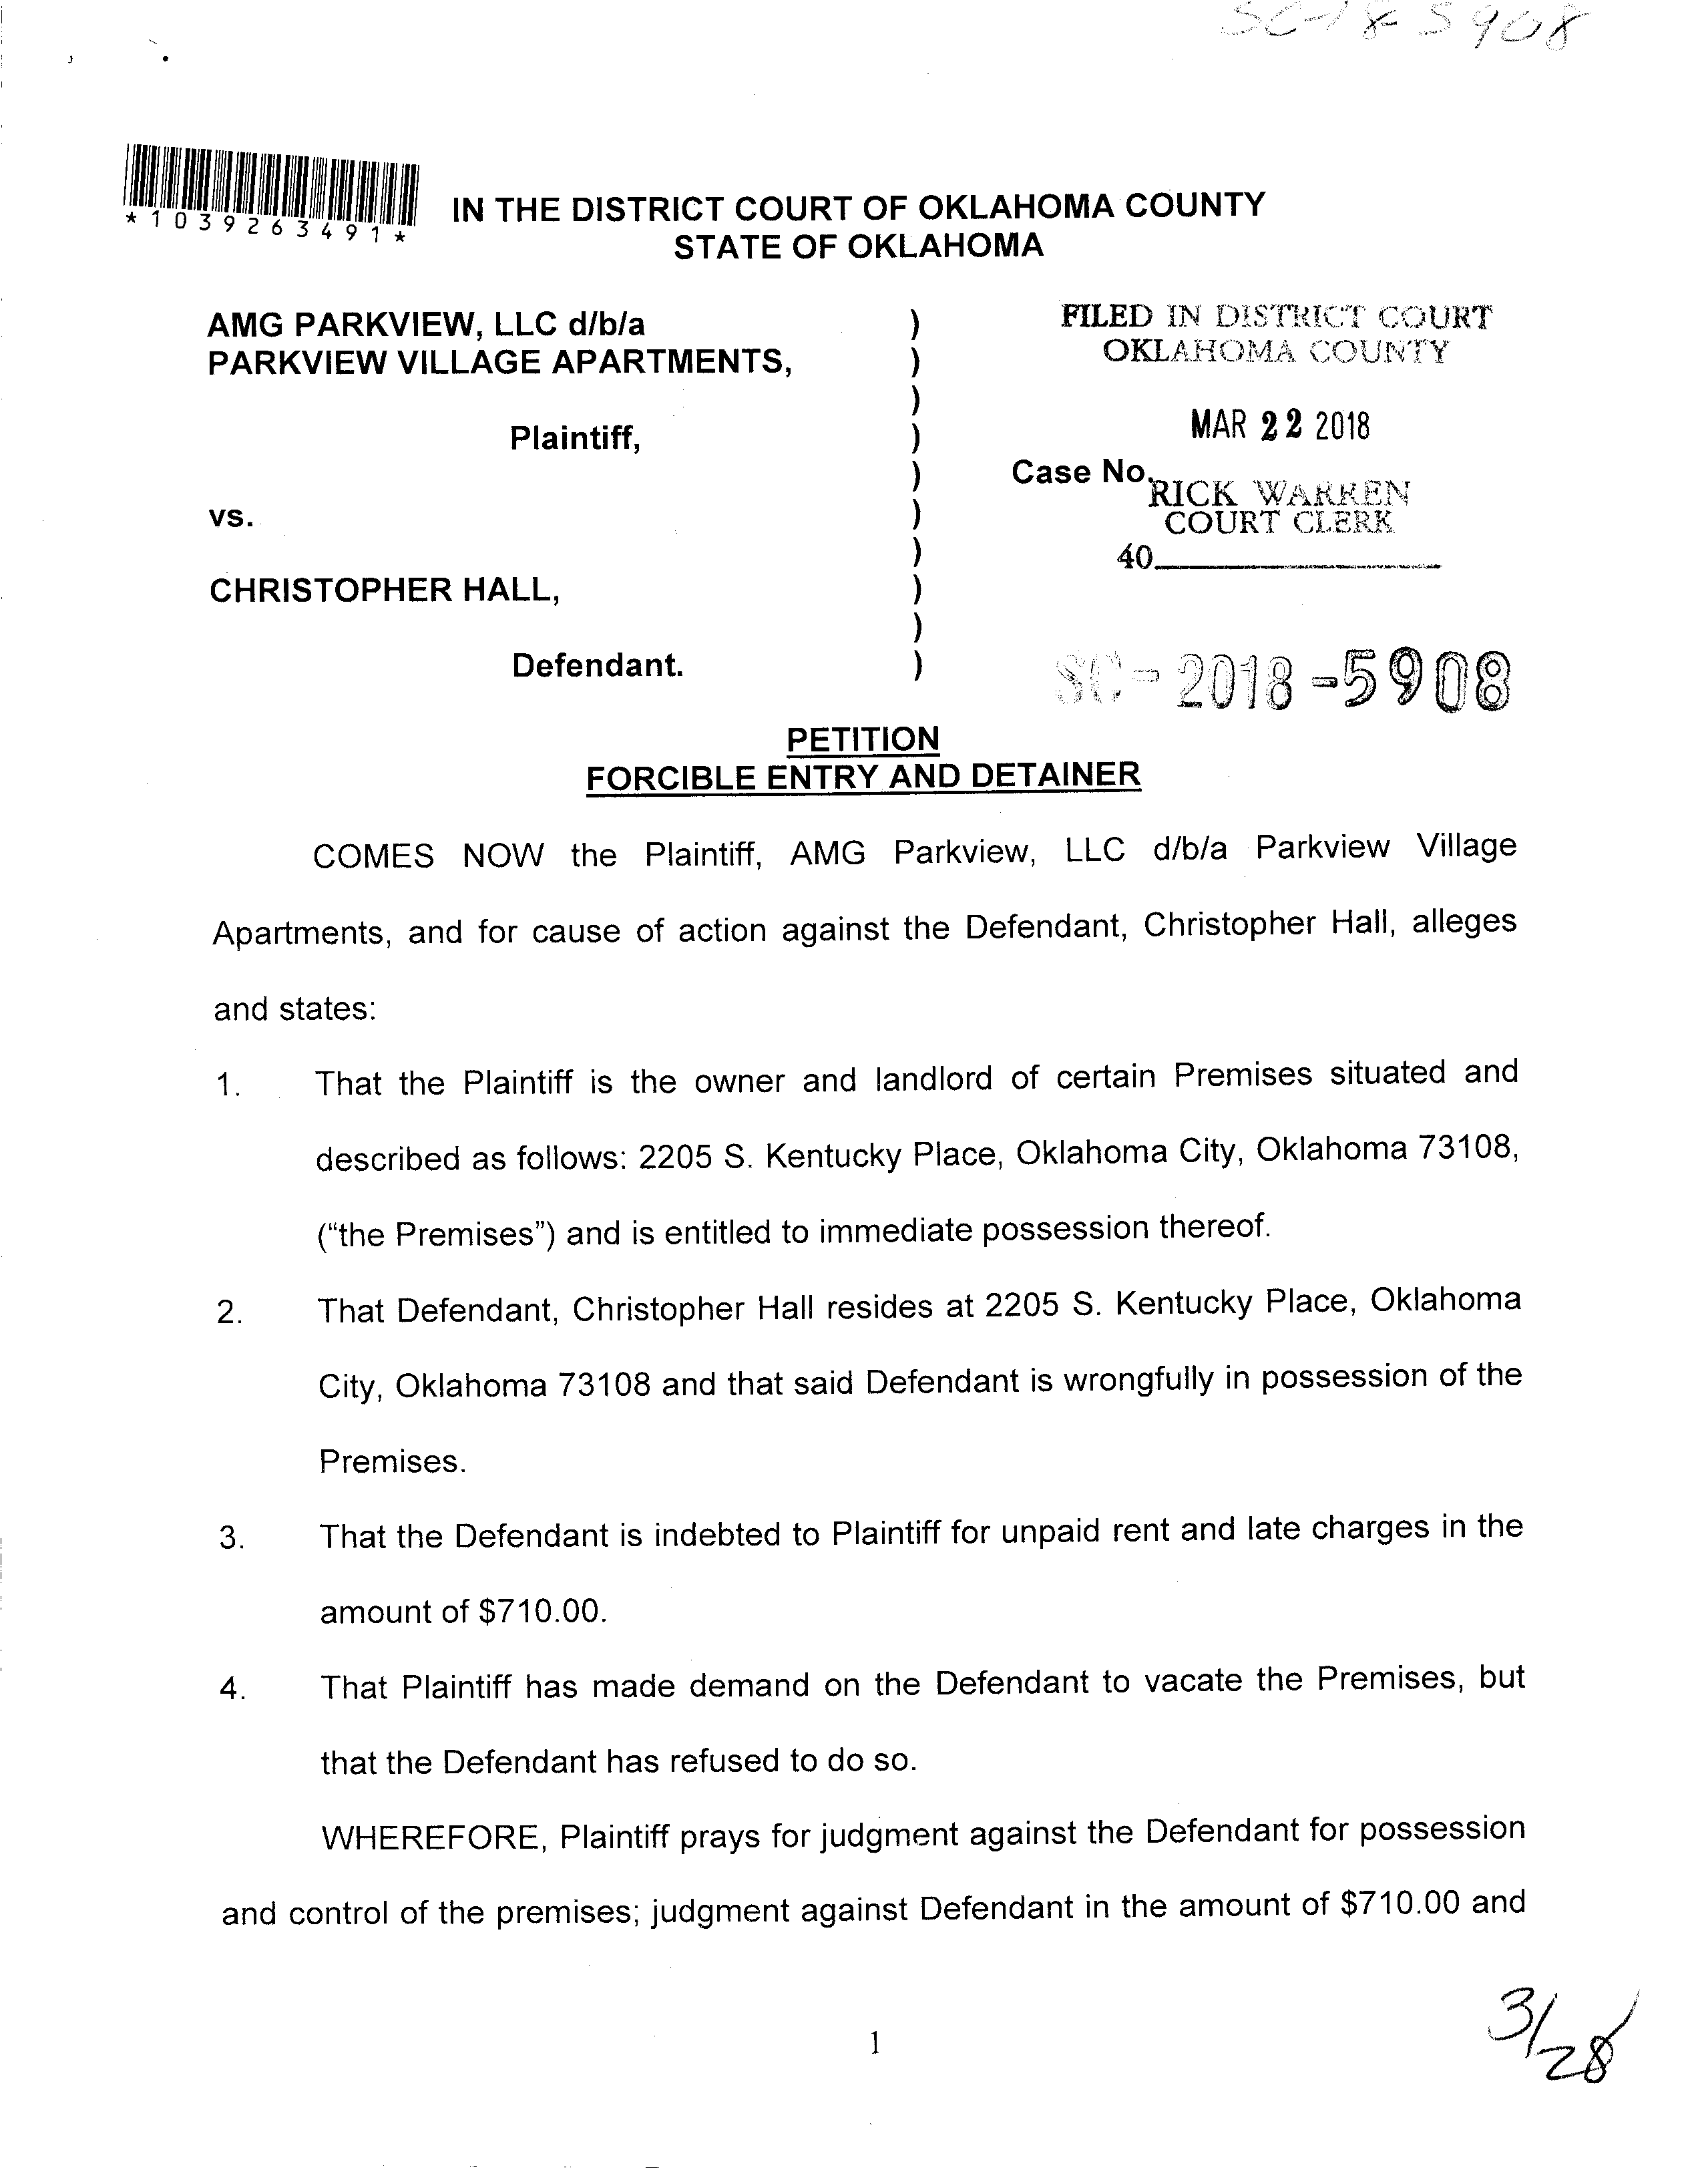 SC-18-5908
*1039263491*
IN THE DISTRICT COURT OF OKLAHOMA COUNTY
STATE OF OKLAHOMA
AMG PARKVIEW, LLC d/b/a )
PARKVIEW VILLAGE APARTMENTS, )
)
Plaintiff, )
)
vs. )
)
CHRISTOPHER HALL, )
)
Defendant. )
FILED IN DISTRICT COURT
OKLAHOMA COUNTY
MAR 22 2018
Case No.
RICK WARREN
COURT CLERK
40
SC-2018-5908
PETITION
FORCIBLE ENTRY AND DETAINER
COMES NOW the Plaintiff, AMG Parkview, LLC d/b/a Parkview Village
Apartments, and for cause of action against the Defendant, Christopher Hall, alleges
and states:
1. That the Plaintiff is the owner and landlord of certain Premises situated and
described as follows: 2205 S. Kentucky Place, Oklahoma City, Oklahoma 73108,
(“the Premises”) and is entitled to immediate possession thereof.
2. That Defendant, Christopher Hall resides at 2205 S. Kentucky Place, Oklahoma
City, Oklahoma 73108 and that said Defendant is wrongfully in possession of the
Premises.
3. That the Defendant is indebted to Plaintiff for unpaid rent and late charges in the
amount of $710.00.
4. That Plaintiff has made demand on the Defendant to vacate the Premises, but
that the Defendant has refused to do so.
WHEREFORE, Plaintiff prays for judgment against the Defendant for possession
and control of the premises; judgment against Defendant in the amount of $710.00 and
1
3/28